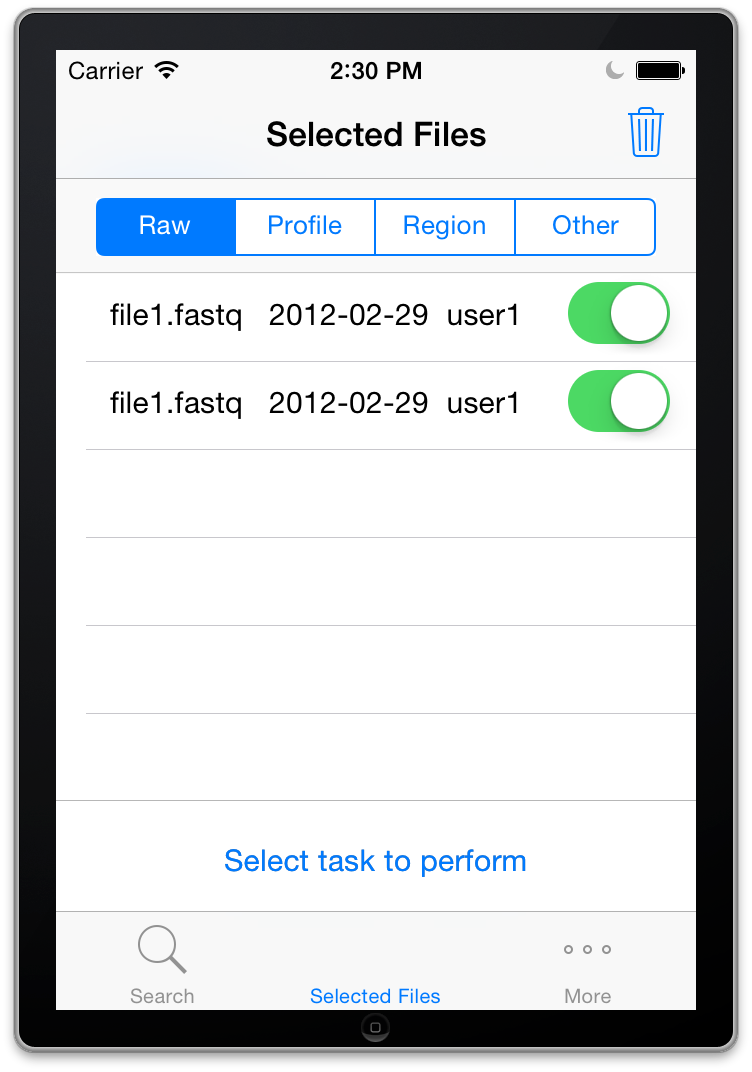 Carrier 2:30 PM
Selected Files
Raw Profile Region Other
file1.fastq 2012-02-29 user1
file1.fastq 2012-02-29 user1
Select task to perform
Search Selected Files More